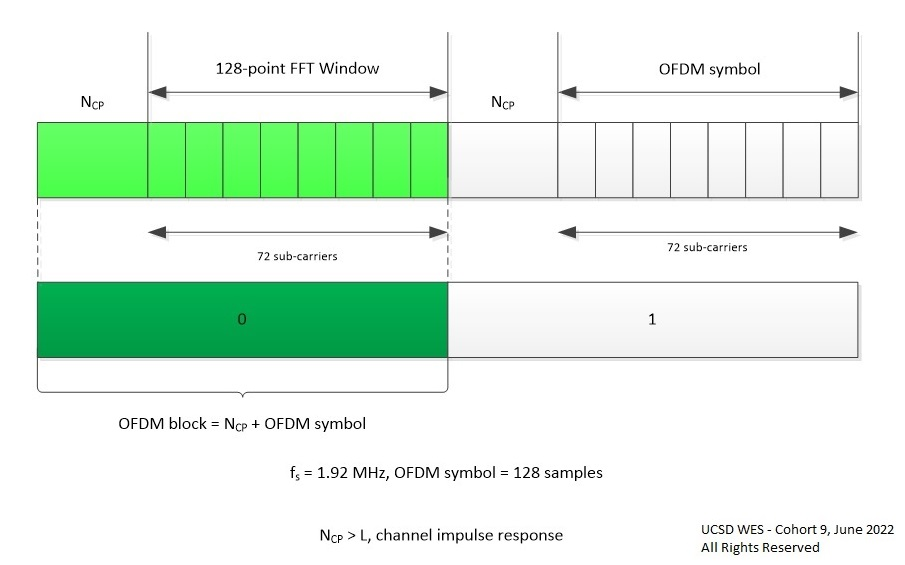 128-point FFT Window
OFDM symbol
NCP
NCP
72 sub-carriers
72 sub-carriers
0
1
OFDM block = NCP + OFDM symbol
fs = 1.92 MHz, OFDM symbol = 128 samples
NCP > L, channel impulse response
UCSD WES - Cohort 9, June 2022
All Rights Reserved